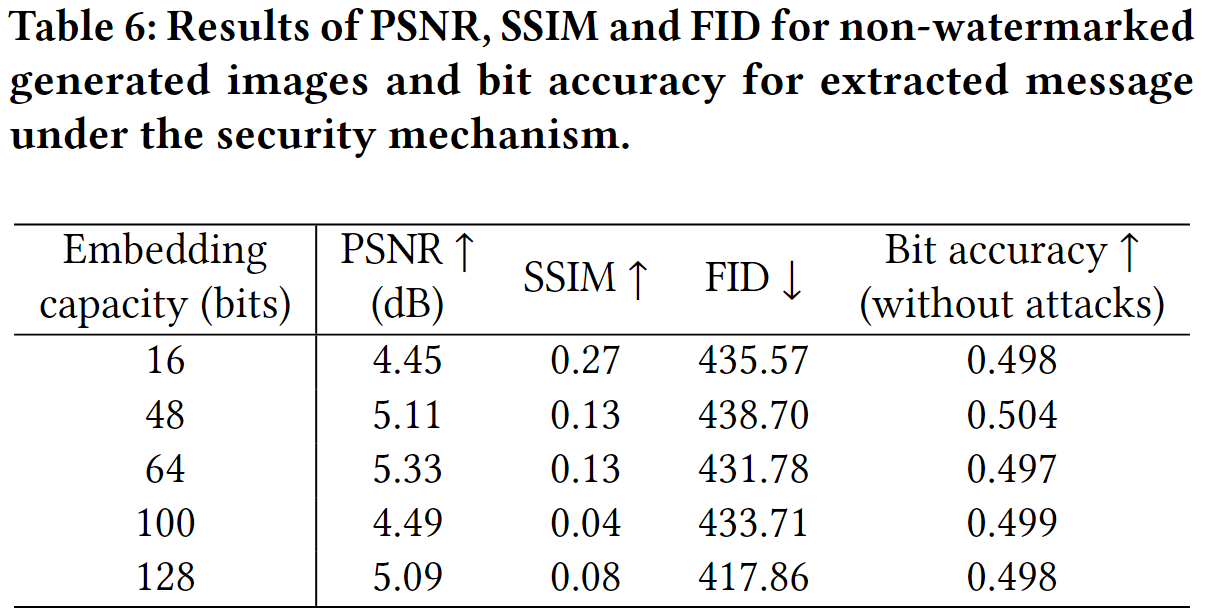 Table 6: Results of PSNR, SSIM and FID for non-watermarked
generated images and bit accuracy for extracted message
under the security mechanism.
Embedding capacity (bits) PSNR ↑ (dB) SSIM ↑ FID ↓ Bit accuracy ↑ (without attacks)
16 4.45 0.27 435.57 0.498
48 5.11 0.13 438.70 0.504
64 5.33 0.13 431.78 0.497
100 4.49 0.04 433.71 0.499
128 5.09 0.08 417.86 0.498